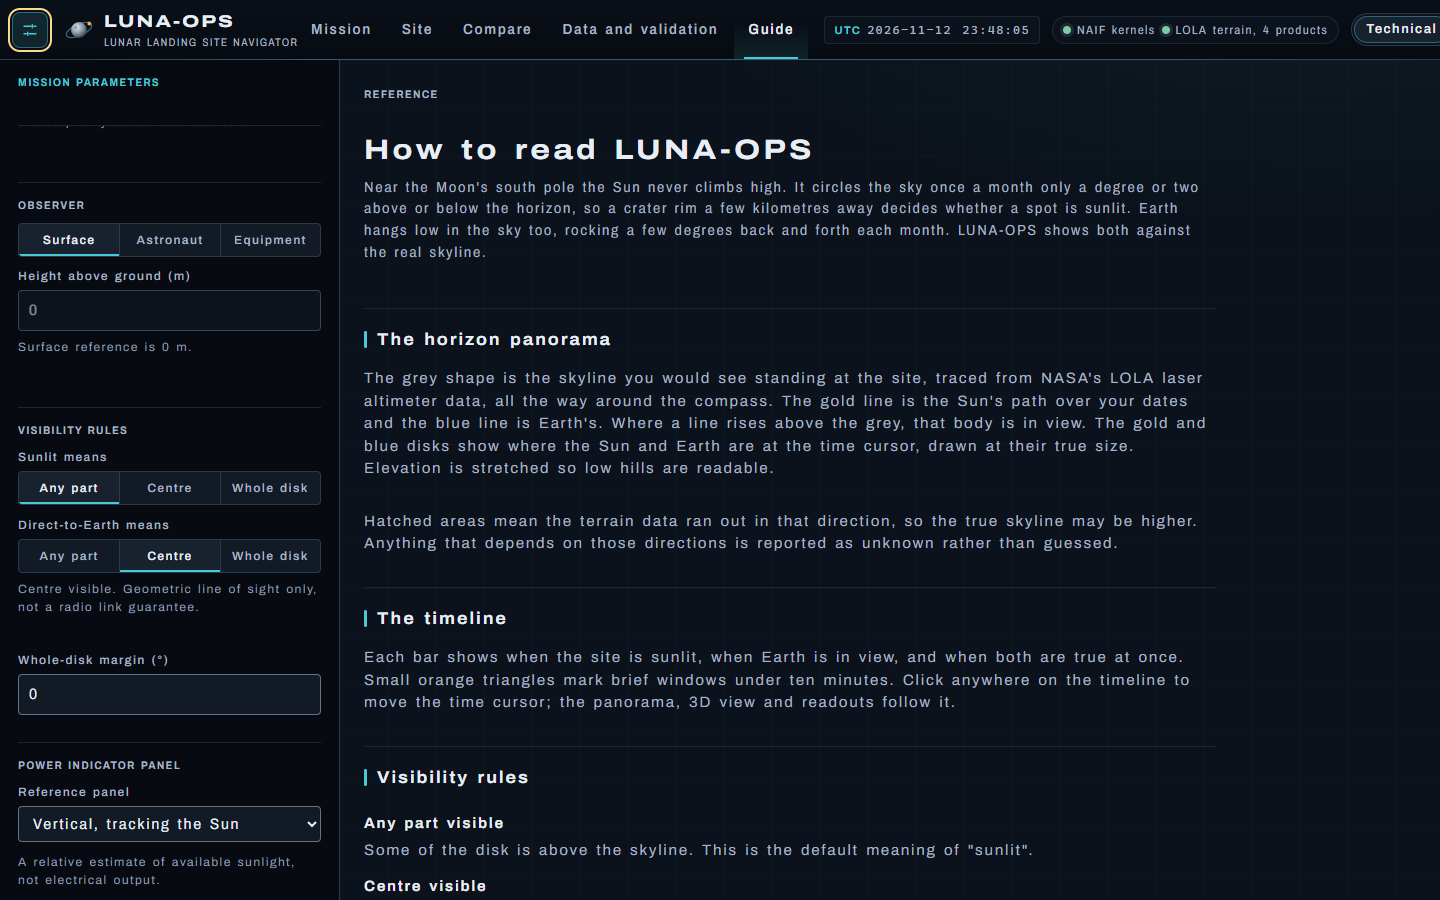 LUNA-OPS
LUNAR LANDING SITE NAVIGATOR
Mission
Site
Compare
Data and validation
Guide
UTC 2026-11-12 23:48:05
NAIF kernels
LOLA terrain, 4 products
Technical
MISSION PARAMETERS
OBSERVER
Surface
Astronaut
Equipment
Height above ground (m)
0
Surface reference is 0 m.
VISIBILITY RULES
Sunlit means
Any part
Centre
Whole disk
Direct-to-Earth means
Any part
Centre
Whole disk
Centre visible. Geometric line of sight only,
not a radio link guarantee.
Whole-disk margin (°)
0
POWER INDICATOR PANEL
Reference panel
Vertical, tracking the Sun
A relative estimate of available sunlight,
not electrical output.
REFERENCE
How to read LUNA-OPS
Near the Moon's south pole the Sun never climbs high. It circles the sky once a month only a degree or two
above or below the horizon, so a crater rim a few kilometres away decides whether a spot is sunlit. Earth
hangs low in the sky too, rocking a few degrees back and forth each month. LUNA-OPS shows both against
the real skyline.
The horizon panorama
The grey shape is the skyline you would see standing at the site, traced from NASA's LOLA laser
altimeter data, all the way around the compass. The gold line is the Sun's path over your dates
and the blue line is Earth's. Where a line rises above the grey, that body is in view. The gold and
blue disks show where the Sun and Earth are at the time cursor, drawn at their true size.
Elevation is stretched so low hills are readable.
Hatched areas mean the terrain data ran out in that direction, so the true skyline may be higher.
Anything that depends on those directions is reported as unknown rather than guessed.
The timeline
Each bar shows when the site is sunlit, when Earth is in view, and when both are true at once.
Small orange triangles mark brief windows under ten minutes. Click anywhere on the timeline to
move the time cursor; the panorama, 3D view and readouts follow it.
Visibility rules
Any part visible
Some of the disk is above the skyline. This is the default meaning of "sunlit".
Centre visible